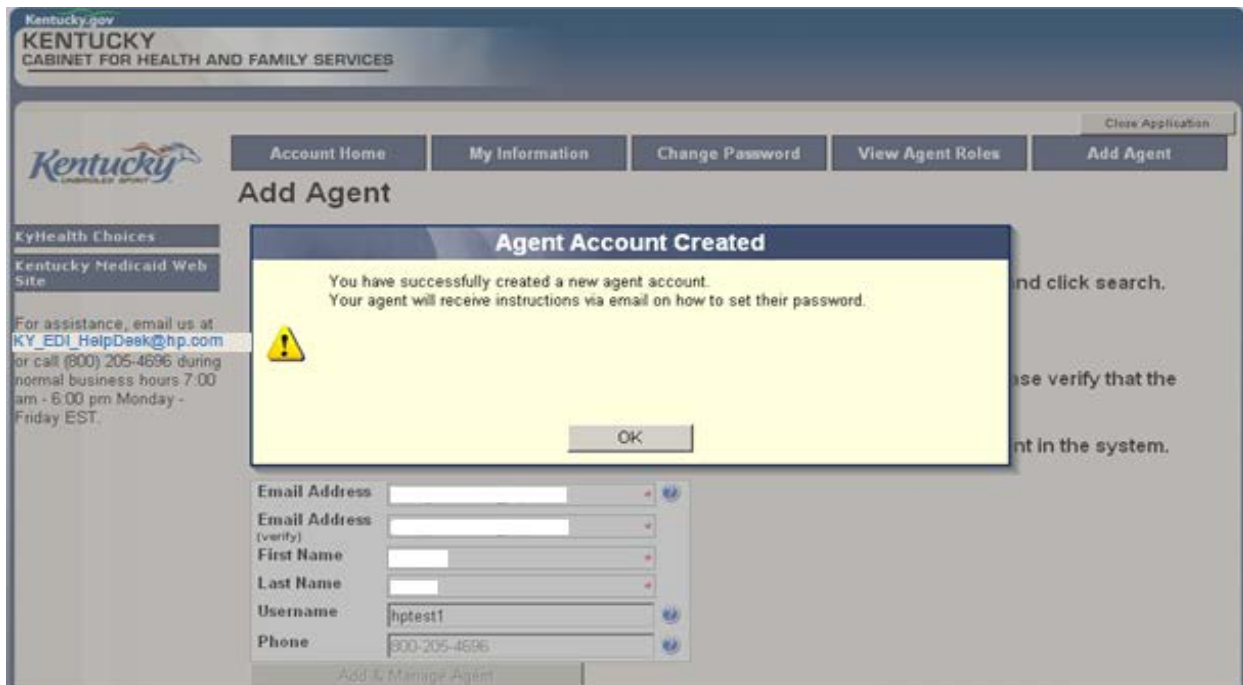 Kentucky.gov
KENTUCKY
CABINET FOR HEALTH AND FAMILY SERVICES
Close Application
Kentucky
UNBRIDLED SPIRIT
Account Home
My Information
Change Password
View Agent Roles
Add Agent
Add Agent
KyHealth Choices
Kentucky Medicaid Web
Site
For assistance, email us at
KY_EDI_HelpDesk@hp.com
or call (800) 205-4696 during
normal business hours 7:00
am - 6:00 pm Monday -
Friday EST.
Agent Account Created
You have successfully created a new agent account.
Your agent will receive instructions via email on how to set their password.
OK
and click search.
verify that the
in the system.
Email Address *
Email Address *
(verify)
First Name *
Last Name *
Username hptest1
Phone 800-205-4696
Add & Manage Agent